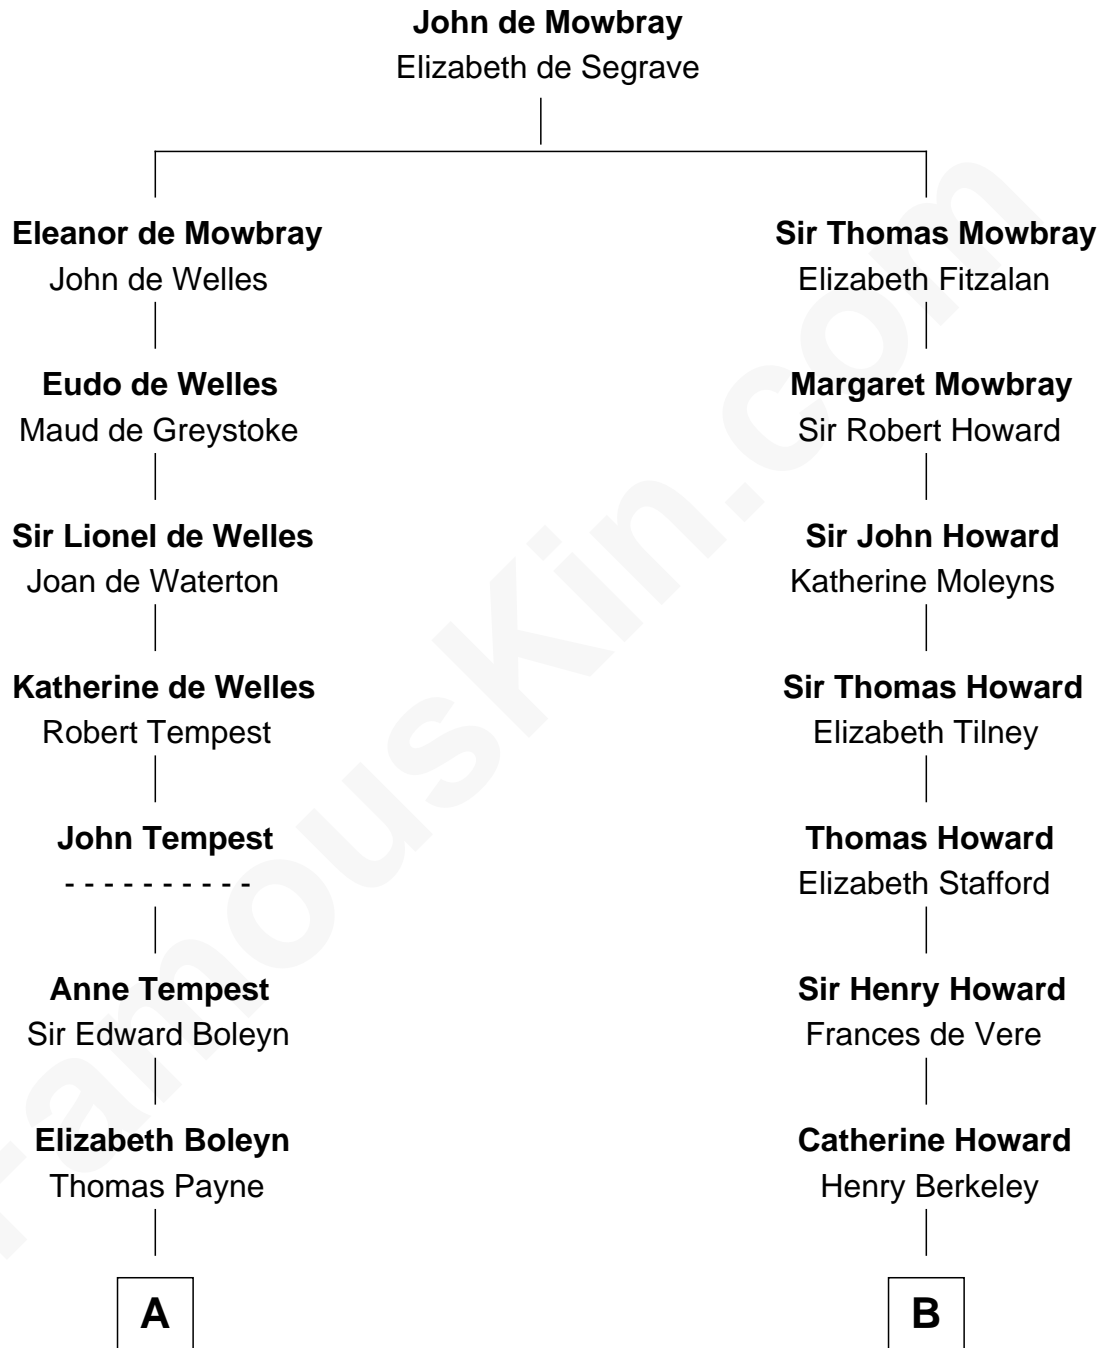 John de Mowbray
Elizabeth de Segrave
Eleanor de Mowbray
John de Welles
Eudo de Welles
Maud de Greystoke
Sir Lionel de Welles
Joan de Waterton
Katherine de Welles
Robert Tempest
John Tempest
- - - - - - - - - -
Anne Tempest
Sir Edward Boleyn
Elizabeth Boleyn
Thomas Payne
A
Sir Thomas Mowbray
Elizabeth Fitzalan
Margaret Mowbray
Sir Robert Howard
Sir John Howard
Katherine Moleyns
Sir Thomas Howard
Elizabeth Tilney
Thomas Howard
Elizabeth Stafford
Sir Henry Howard
Frances de Vere
Catherine Howard
Henry Berkeley
B
FamousKin.com